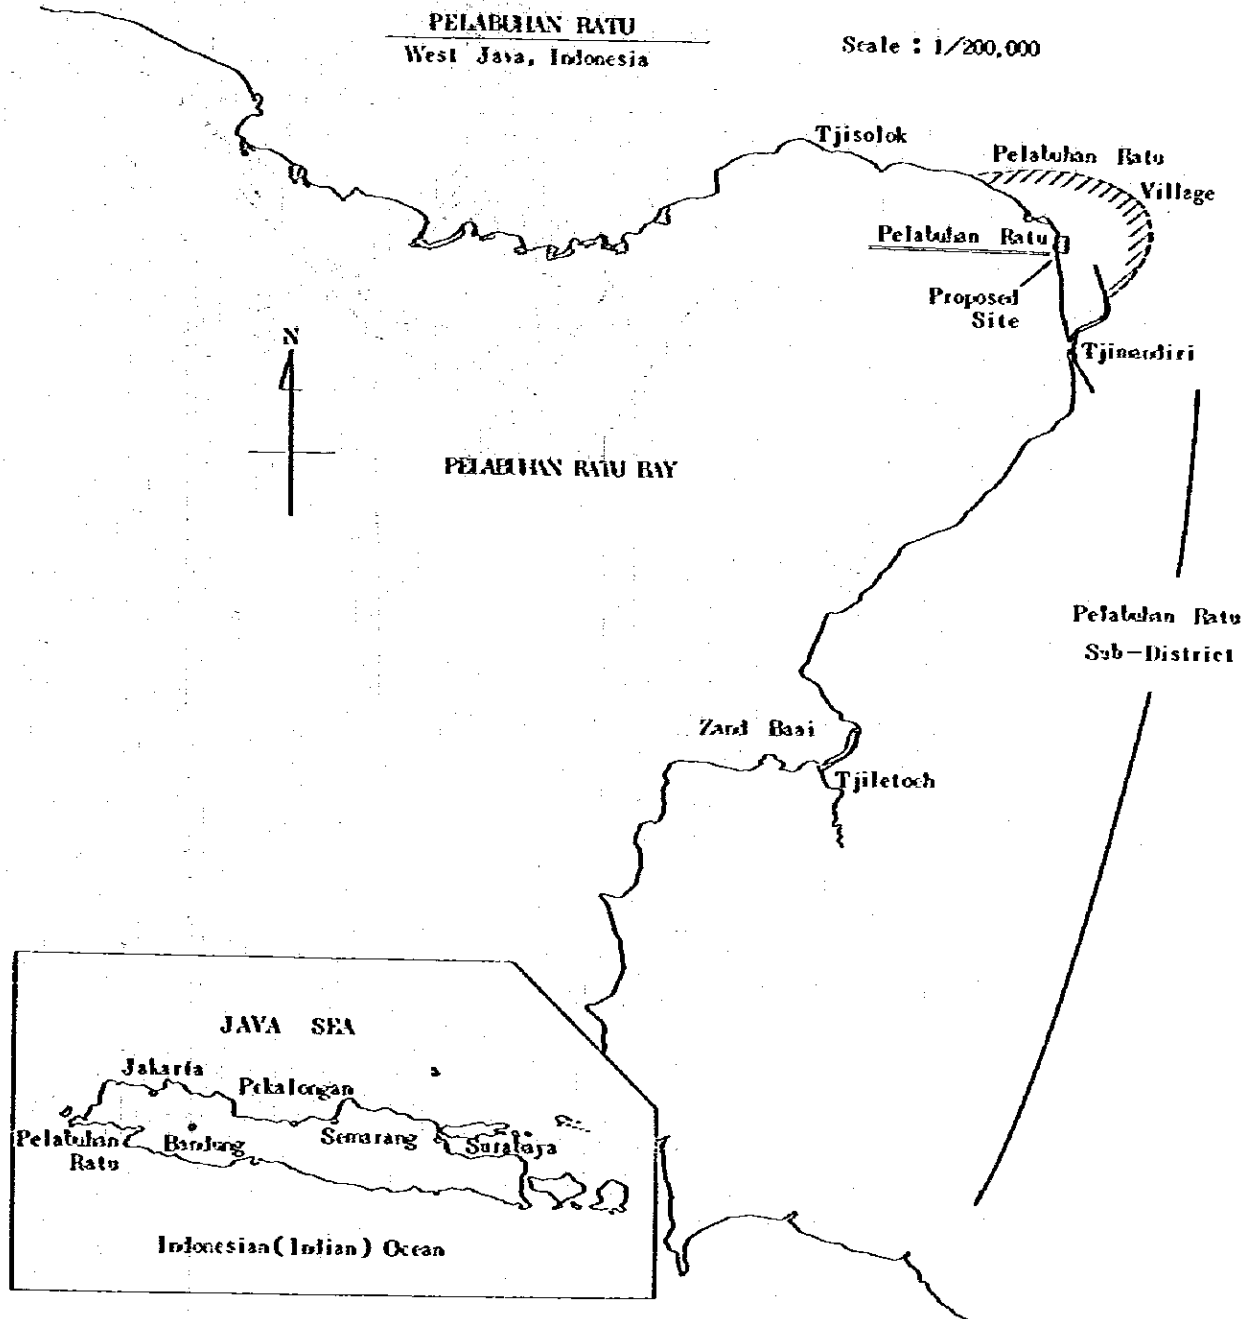 PELABUHAN RATU
West Java, Indonesia
Scale : 1/200,000
Tjisolok
Pelabuhan Ratu
Village
Pelabuhan Ratu
Proposed
Site
Tjimandiri
N
PELABUHAN RATU BAY
Pelabuhan Ratu
Sub-District
Zand Baai
Tjiletoch
JAVA SEA
Jakarta
Pekalongan
Pelabuhan
Ratu
Bandung
Semarang
Surabaya
Indonesian (Indian) Ocean